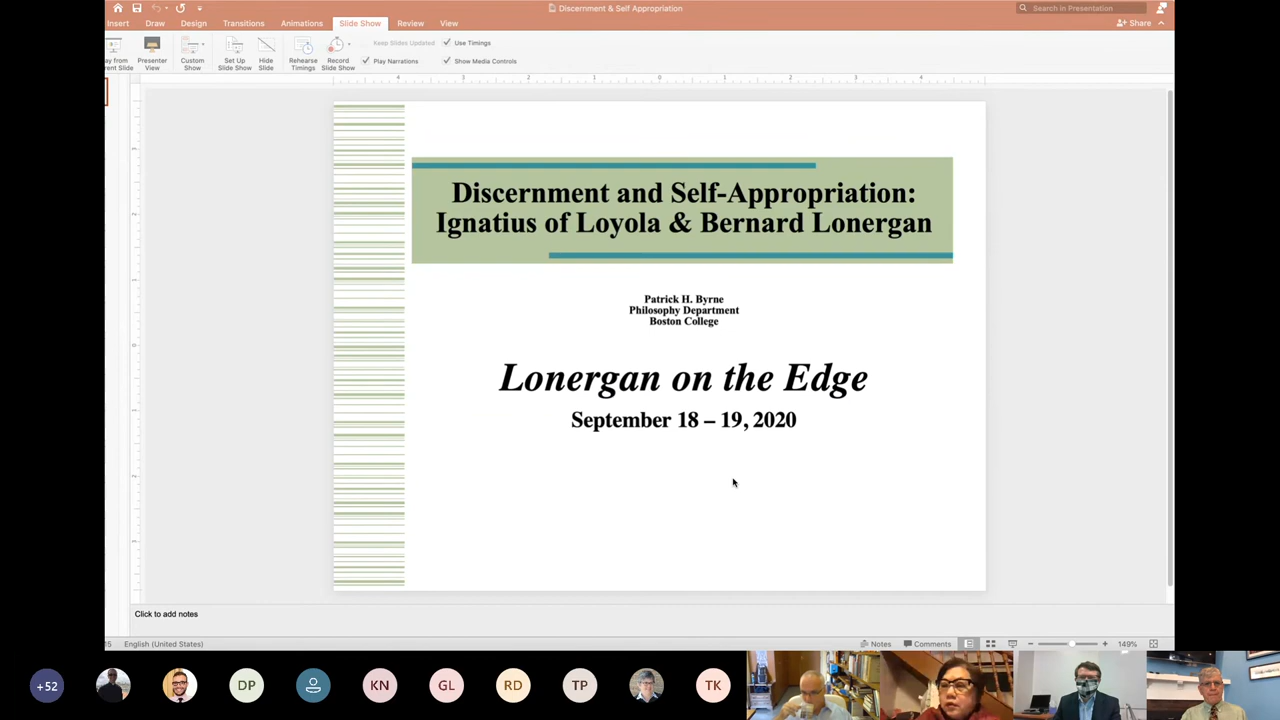 Discernment & Self Appropriation
Search in Presentation
Insert
Draw
Design
Transitions
Animations
Slide Show
Review
View
Share
Presenter View
Custom Show
Set Up Slide Show
Hide Slide
Rehearse Timings
Record Slide Show
Keep Slides Updated
Use Timings
Play Narrations
Show Media Controls
Discernment and Self-Appropriation:
Ignatius of Loyola & Bernard Lonergan
Patrick H. Byrne
Philosophy Department
Boston College
Lonergan on the Edge
September 18 – 19, 2020
Click to add notes
English (United States)
Notes
Comments
149%
+52
DP
KN
GL
RD
TP
TK